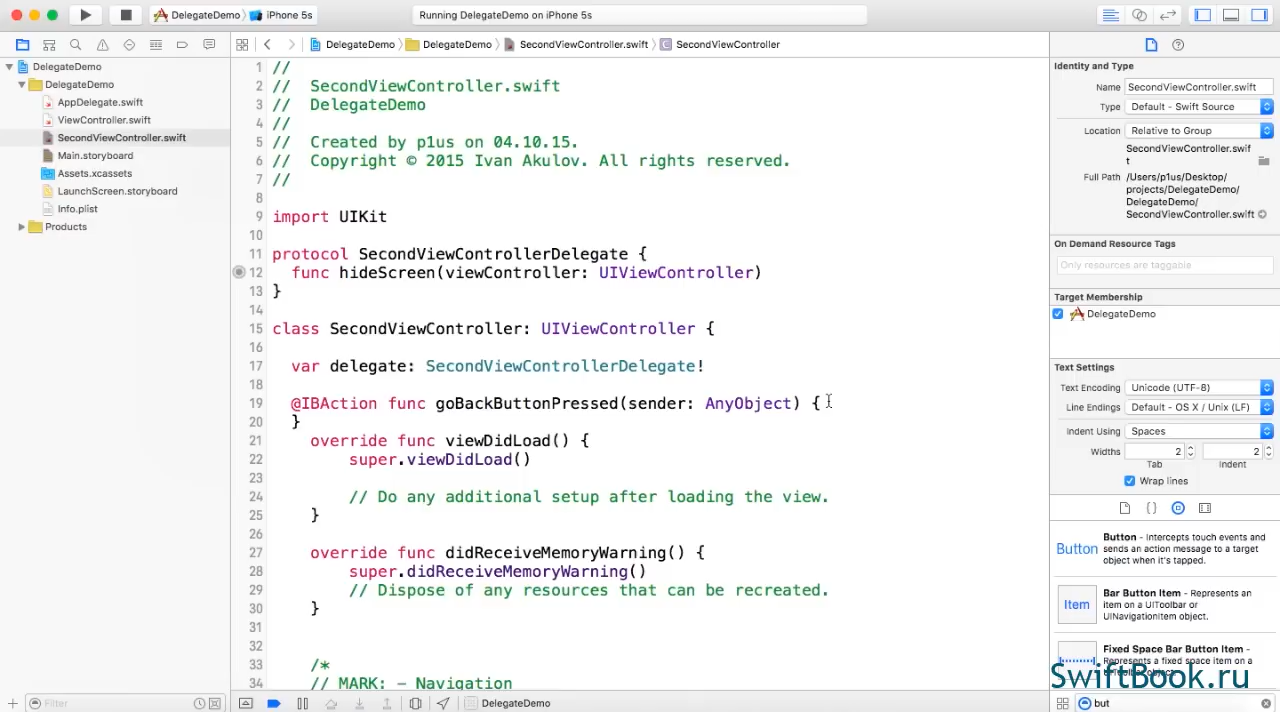 DelegateDemo iPhone 5s Running DelegateDemo on iPhone 5s
DelegateDemo DelegateDemo SecondViewController.swift C SecondViewController
DelegateDemo
DelegateDemo
AppDelegate.swift
ViewController.swift
SecondViewController.swift
Main.storyboard
Assets.xcassets
LaunchScreen.storyboard
Info.plist
Products
Filter
1 //
2 // SecondViewController.swift
3 // DelegateDemo
4 //
5 // Created by p1us on 04.10.15.
6 // Copyright © 2015 Ivan Akulov. All rights reserved.
7 //
8
9 import UIKit
10
11 protocol SecondViewControllerDelegate {
12 func hideScreen(viewController: UIViewController)
13 }
14
15 class SecondViewController: UIViewController {
16
17 var delegate: SecondViewControllerDelegate!
18
19 @IBAction func goBackButtonPressed(sender: AnyObject) {
20 }
21 override func viewDidLoad() {
22 super.viewDidLoad()
23
24 // Do any additional setup after loading the view.
25 }
26
27 override func didReceiveMemoryWarning() {
28 super.didReceiveMemoryWarning()
29 // Dispose of any resources that can be recreated.
30 }
31
32
33 /*
34 // MARK: - Navigation
DelegateDemo
Identity and Type
Name SecondViewController.swift
Type Default - Swift Source
Location Relative to Group
SecondViewController.swif
t
Full Path /Users/p1us/Desktop/
projects/DelegateDemo/
DelegateDemo/
SecondViewController.swift
On Demand Resource Tags
Only resources are taggable
Target Membership
DelegateDemo
Text Settings
Text Encoding Unicode (UTF-8)
Line Endings Default - OS X / Unix (LF)
Indent Using Spaces
Widths 2 2
Tab Indent
Wrap lines
{ }
Button Button - Intercepts touch events and
sends an action message to a target
object when it's tapped.
Item Bar Button Item - Represents an
item on a UIToolbar or
UINavigationItem object.
Fixed Space Bar Button Item -
Represents a fixed space item on a
SwiftBook.ru
but